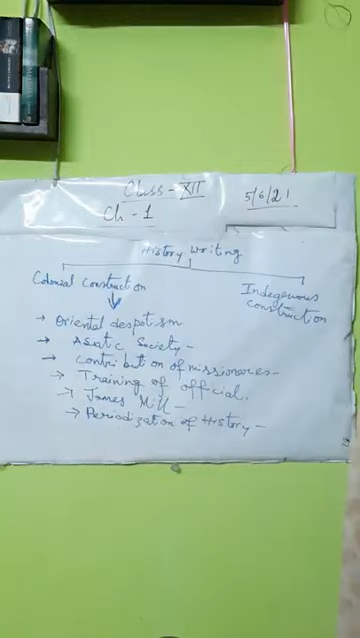 Class - XII
5/6/21
Ch - 1
History Writing
Colonial Construction
Indegenous
construction
→ Oriental despotism
→ Asiatic Society -
→ Contribution of missionaries -
→ Training of official.
→ James Mill -
→ Periodization of History -